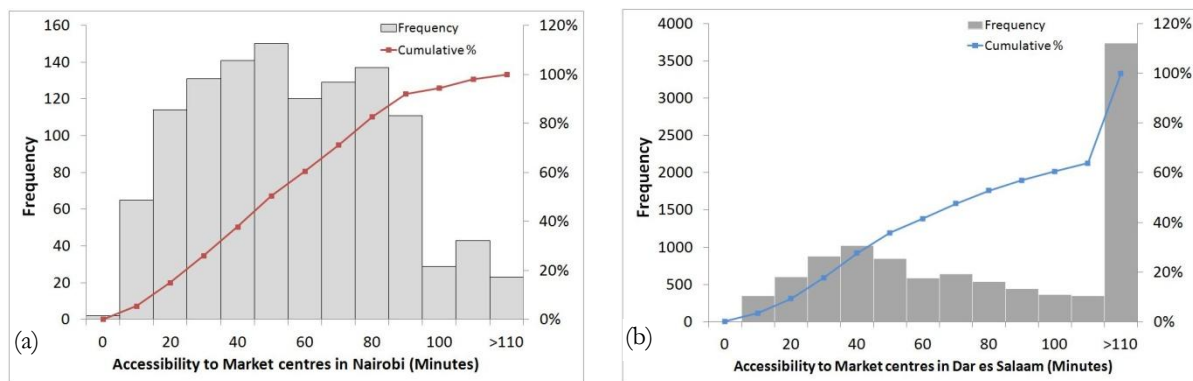 160
140
120
100
80
60
40
20
0
Frequency
120%
100%
80%
60%
40%
20%
0%
Frequency
Cumulative %
0 20 40 60 80 100 >110
Accessibility to Market centres in Nairobi (Minutes)
(a)
4000
3500
3000
2500
2000
1500
1000
500
0
Frequency
120%
100%
80%
60%
40%
20%
0%
Frequency
Cumulative %
0 20 40 60 80 100 >110
Accessibility to Market centres in Dar es Salaam (Minutes)
(b)